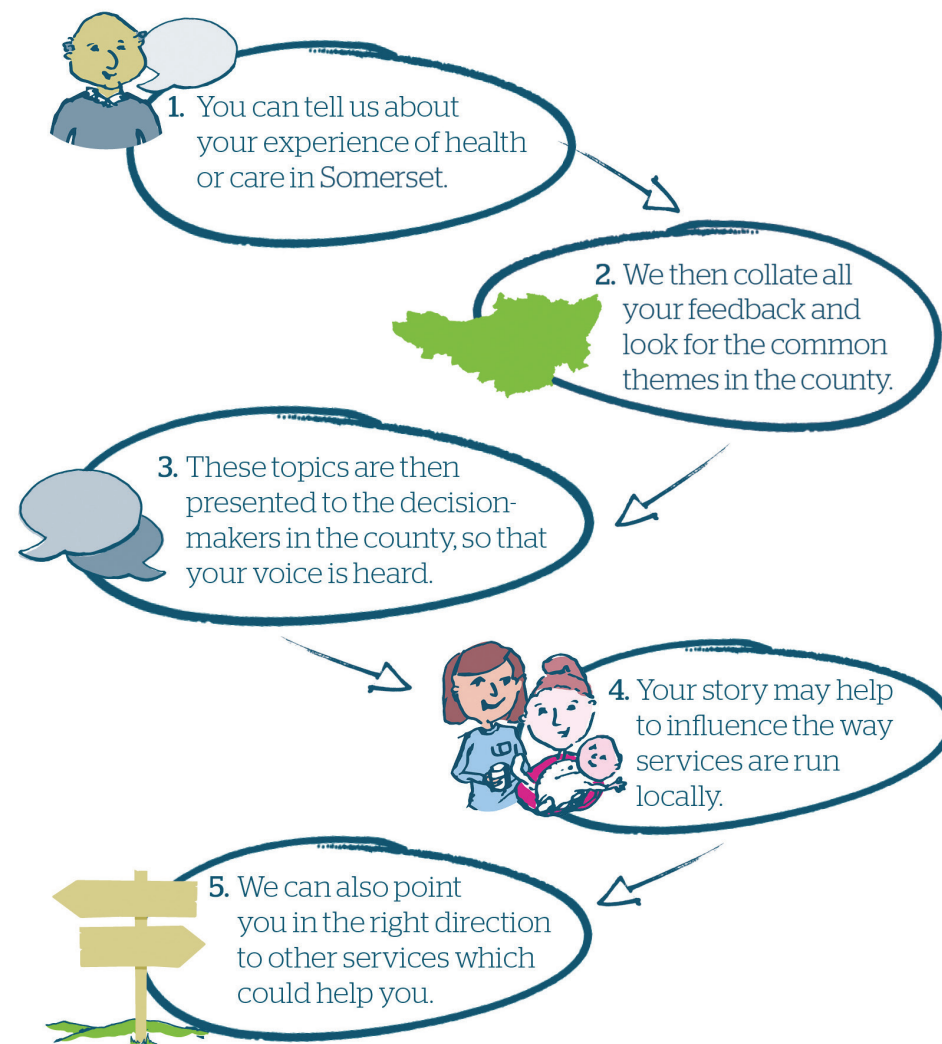 1. You can tell us about
your experience of health
or care in Somerset.
2. We then collate all
your feedback and
look for the common
themes in the county.
3. These topics are then
presented to the decision-
makers in the county, so that
your voice is heard.
4. Your story may help
to influence the way
services are run
locally.
5. We can also point
you in the right direction
to other services which
could help you.